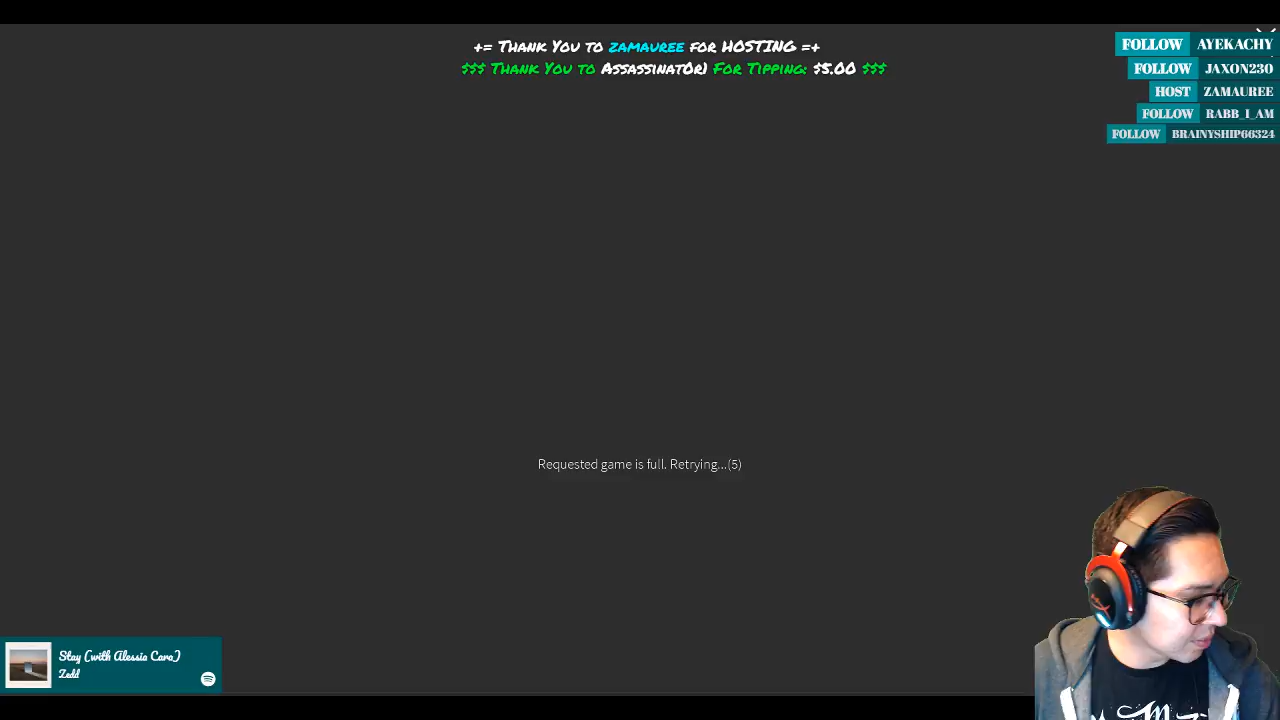 += Thank You to zamauree for HOSTING =+
$$$ Thank You to Assassinat0r1 For Tipping: $5.00 $$$
FOLLOW AYEKACHY
FOLLOW JAXON230
HOST ZAMAUREE
FOLLOW RABB_I_AM
FOLLOW BRAINYSHIP66324
Requested game is full. Retrying...(5)
Stay (with Alessia Cara)
Zedd